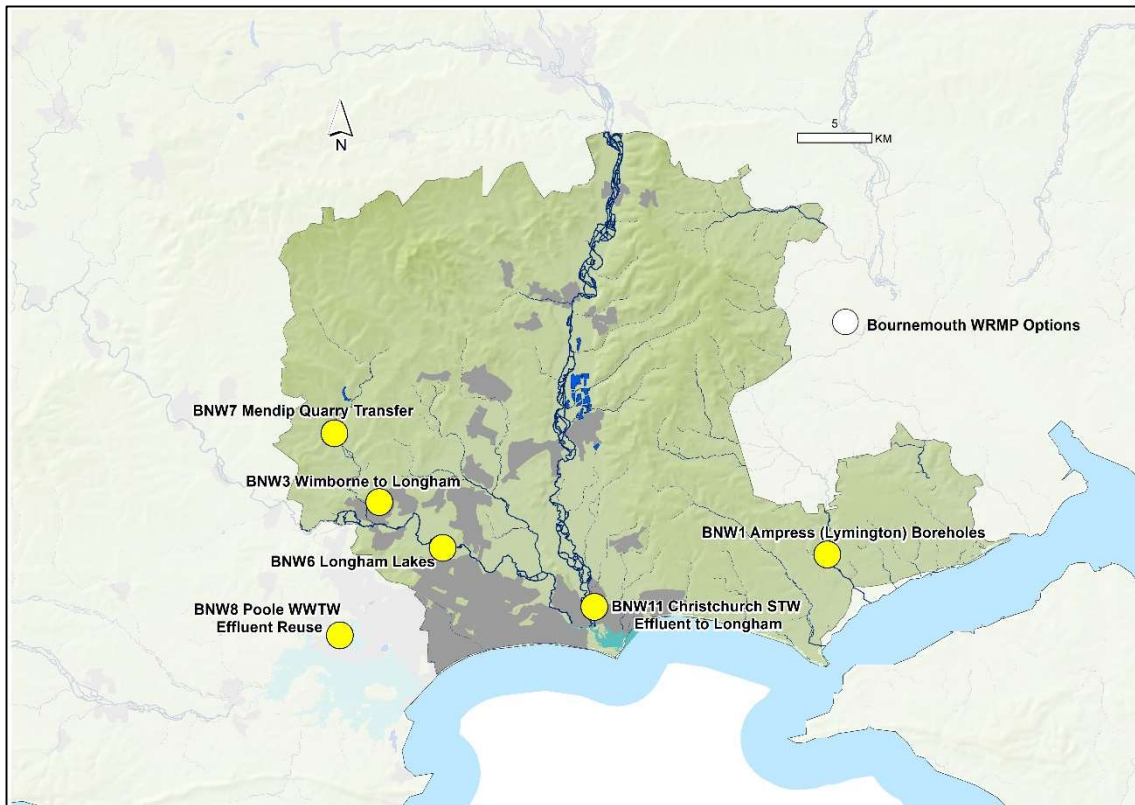 5
KM
N
Bournemouth WRMP Options
BNW7 Mendip Quarry Transfer
BNW3 Wimborne to Longham
BNW1 Ampress (Lymington) Boreholes
BNW6 Longham Lakes
BNW8 Poole WWTW
Effluent Reuse
BNW11 Christchurch STW
Effluent to Longham